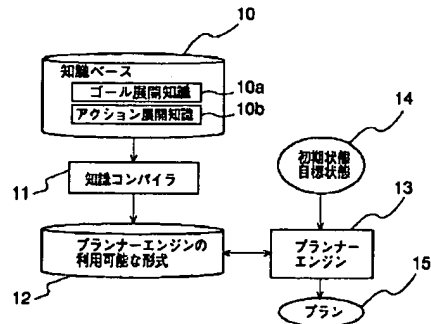 10
知識ベース
ゴール展開知識
10a
アクション展開知識
10b
14
初期状態
目標状態
11
知識コンパイラ
13
プランナーエンジンの
利用可能な形式
プランナー
エンジン
12
15
プラン